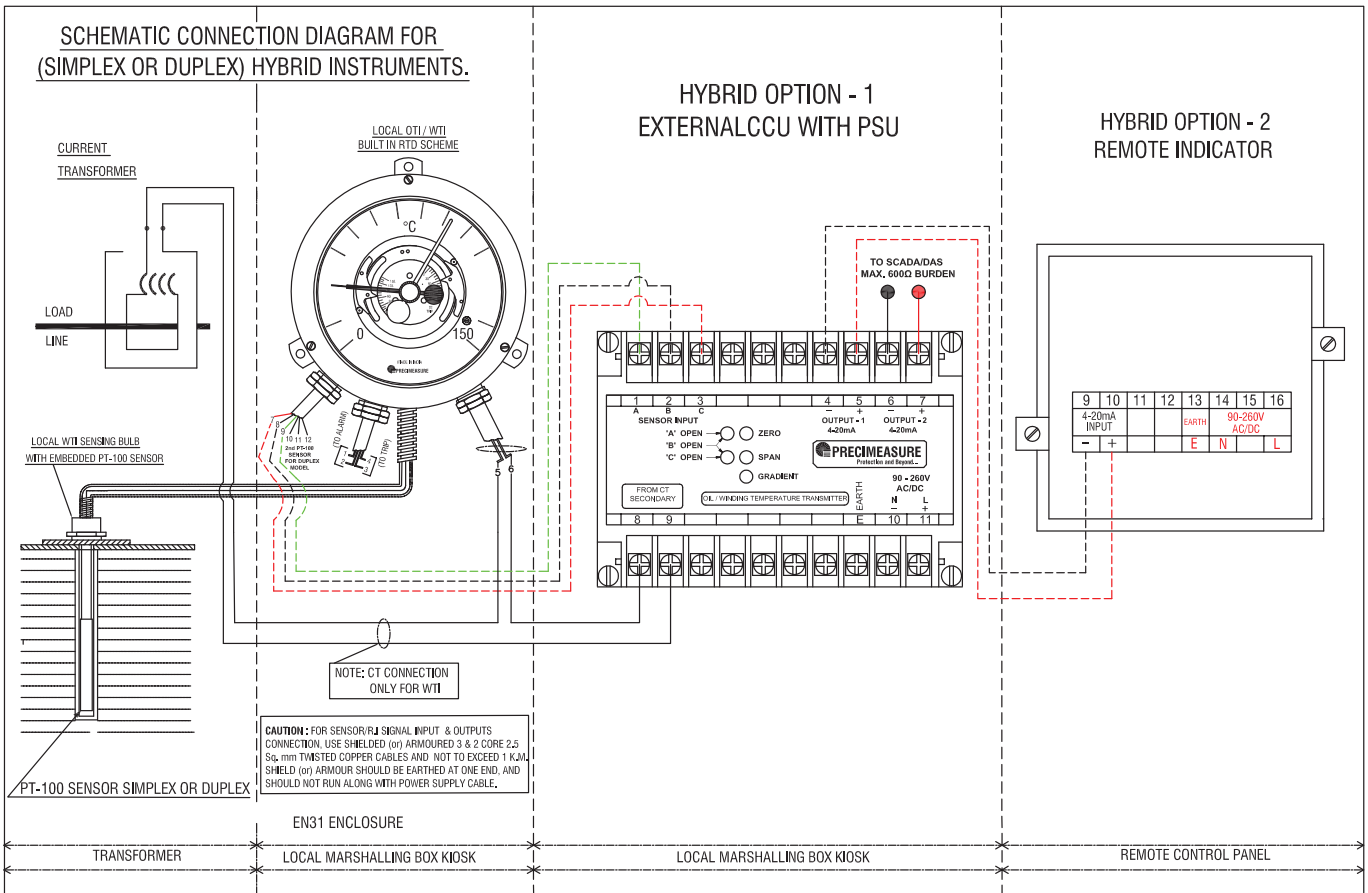 SCHEMATIC CONNECTION DIAGRAM FOR
(SIMPLEX OR DUPLEX) HYBRID INSTRUMENTS.
CURRENT
TRANSFORMER
LOAD
LINE
LOCAL WTI SENSING BULB
WITH EMBEDDED PT-100 SENSOR
PT-100 SENSOR SIMPLEX OR DUPLEX
LOCAL OTI / WTI
BUILT IN RTD SCHEME
°C
0
150
PRECIMEASURE
8
9
10 11 12
2nd PT-100
SENSOR
FOR DUPLEX
MODEL
(TO ALARM)
(TO TRIP)
5
6
NOTE: CT CONNECTION
ONLY FOR WTI
CAUTION : FOR SENSOR/RJ SIGNAL INPUT & OUTPUTS
CONNECTION, USE SHIELDED (or) ARMOURED 3 & 2 CORE 2.5
Sq. mm TWISTED COPPER CABLES AND NOT TO EXCEED 1 K.M.
SHIELD (or) ARMOUR SHOULD BE EARTHED AT ONE END, AND
SHOULD NOT RUN ALONG WITH POWER SUPPLY CABLE.
EN31 ENCLOSURE
HYBRID OPTION - 1
EXTERNALCCU WITH PSU
TO SCADA/DAS
MAX. 600Ω BURDEN
1 2 3 4 5 6 7
A B C − + − +
SENSOR INPUT OUTPUT - 1 OUTPUT - 2
4-20mA 4-20mA
'A' OPEN ZERO
'B' OPEN
'C' OPEN SPAN
GRADIENT
PRECIMEASURE
Protection and Beyond...
FROM CT
SECONDARY
OIL / WINDING TEMPERATURE TRANSMITTER
EARTH
90 - 260V
AC/DC
N L
− +
8 9 E 10 11
HYBRID OPTION - 2
REMOTE INDICATOR
9 10 11 12 13 14 15 16
4-20mA
INPUT
EARTH
90-260V
AC/DC
− + E N L
TRANSFORMER
LOCAL MARSHALLING BOX KIOSK
LOCAL MARSHALLING BOX KIOSK
REMOTE CONTROL PANEL